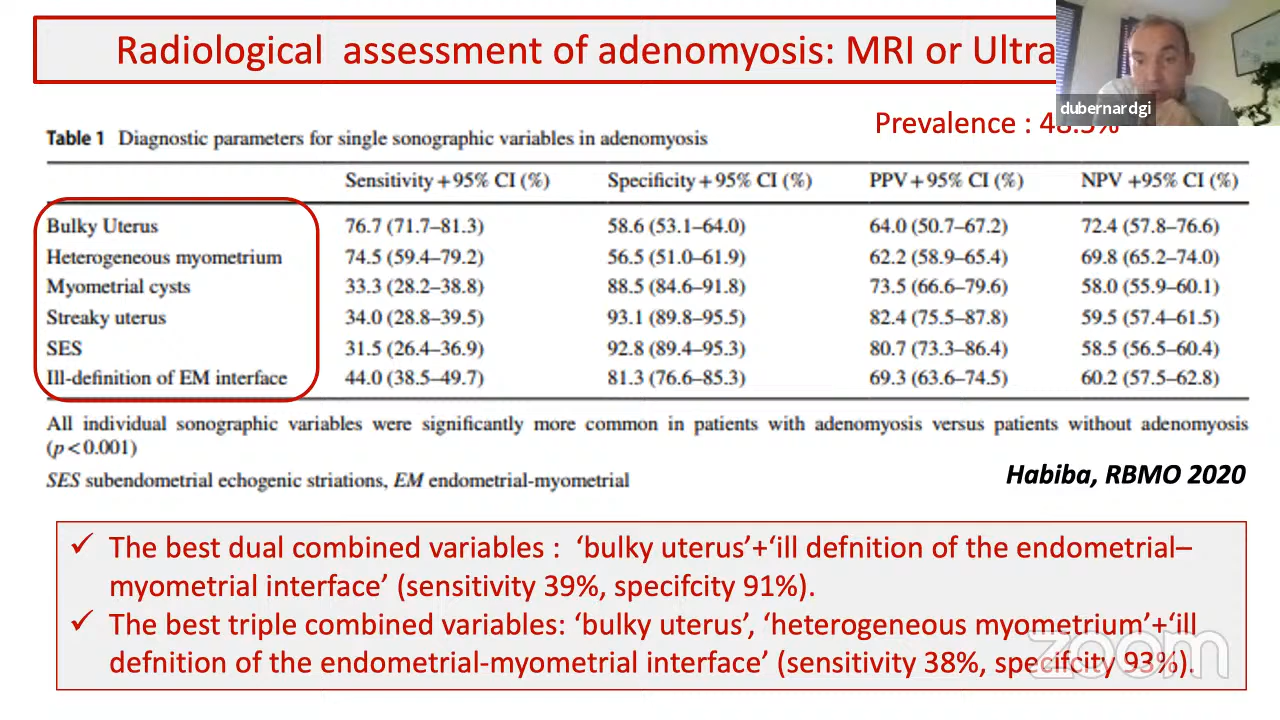 Radiological assessment of adenomyosis: MRI or Ultra
dubernardgi
Prevalence : 48.3%
Table 1 Diagnostic parameters for single sonographic variables in adenomyosis
Sensitivity + 95% CI (%) Specificity + 95% CI (%) PPV + 95% CI (%) NPV +95% CI (%)
Bulky Uterus 76.7 (71.7–81.3) 58.6 (53.1–64.0) 64.0 (50.7–67.2) 72.4 (57.8–76.6)
Heterogeneous myometrium 74.5 (59.4–79.2) 56.5 (51.0–61.9) 62.2 (58.9–65.4) 69.8 (65.2–74.0)
Myometrial cysts 33.3 (28.2–38.8) 88.5 (84.6–91.8) 73.5 (66.6–79.6) 58.0 (55.9–60.1)
Streaky uterus 34.0 (28.8–39.5) 93.1 (89.8–95.5) 82.4 (75.5–87.8) 59.5 (57.4–61.5)
SES 31.5 (26.4–36.9) 92.8 (89.4–95.3) 80.7 (73.3–86.4) 58.5 (56.5–60.4)
Ill-definition of EM interface 44.0 (38.5–49.7) 81.3 (76.6–85.3) 69.3 (63.6–74.5) 60.2 (57.5–62.8)
All individual sonographic variables were significantly more common in patients with adenomyosis versus patients without adenomyosis
(p < 0.001)
SES subendometrial echogenic striations, EM endometrial-myometrial
Habiba, RBMO 2020
✓ The best dual combined variables : ‘bulky uterus’+‘ill defnition of the endometrial–
myometrial interface’ (sensitivity 39%, specifcity 91%).
✓ The best triple combined variables: ‘bulky uterus’, ‘heterogeneous myometrium’+‘ill
defnition of the endometrial-myometrial interface’ (sensitivity 38%, specifcity 93%).
zoom